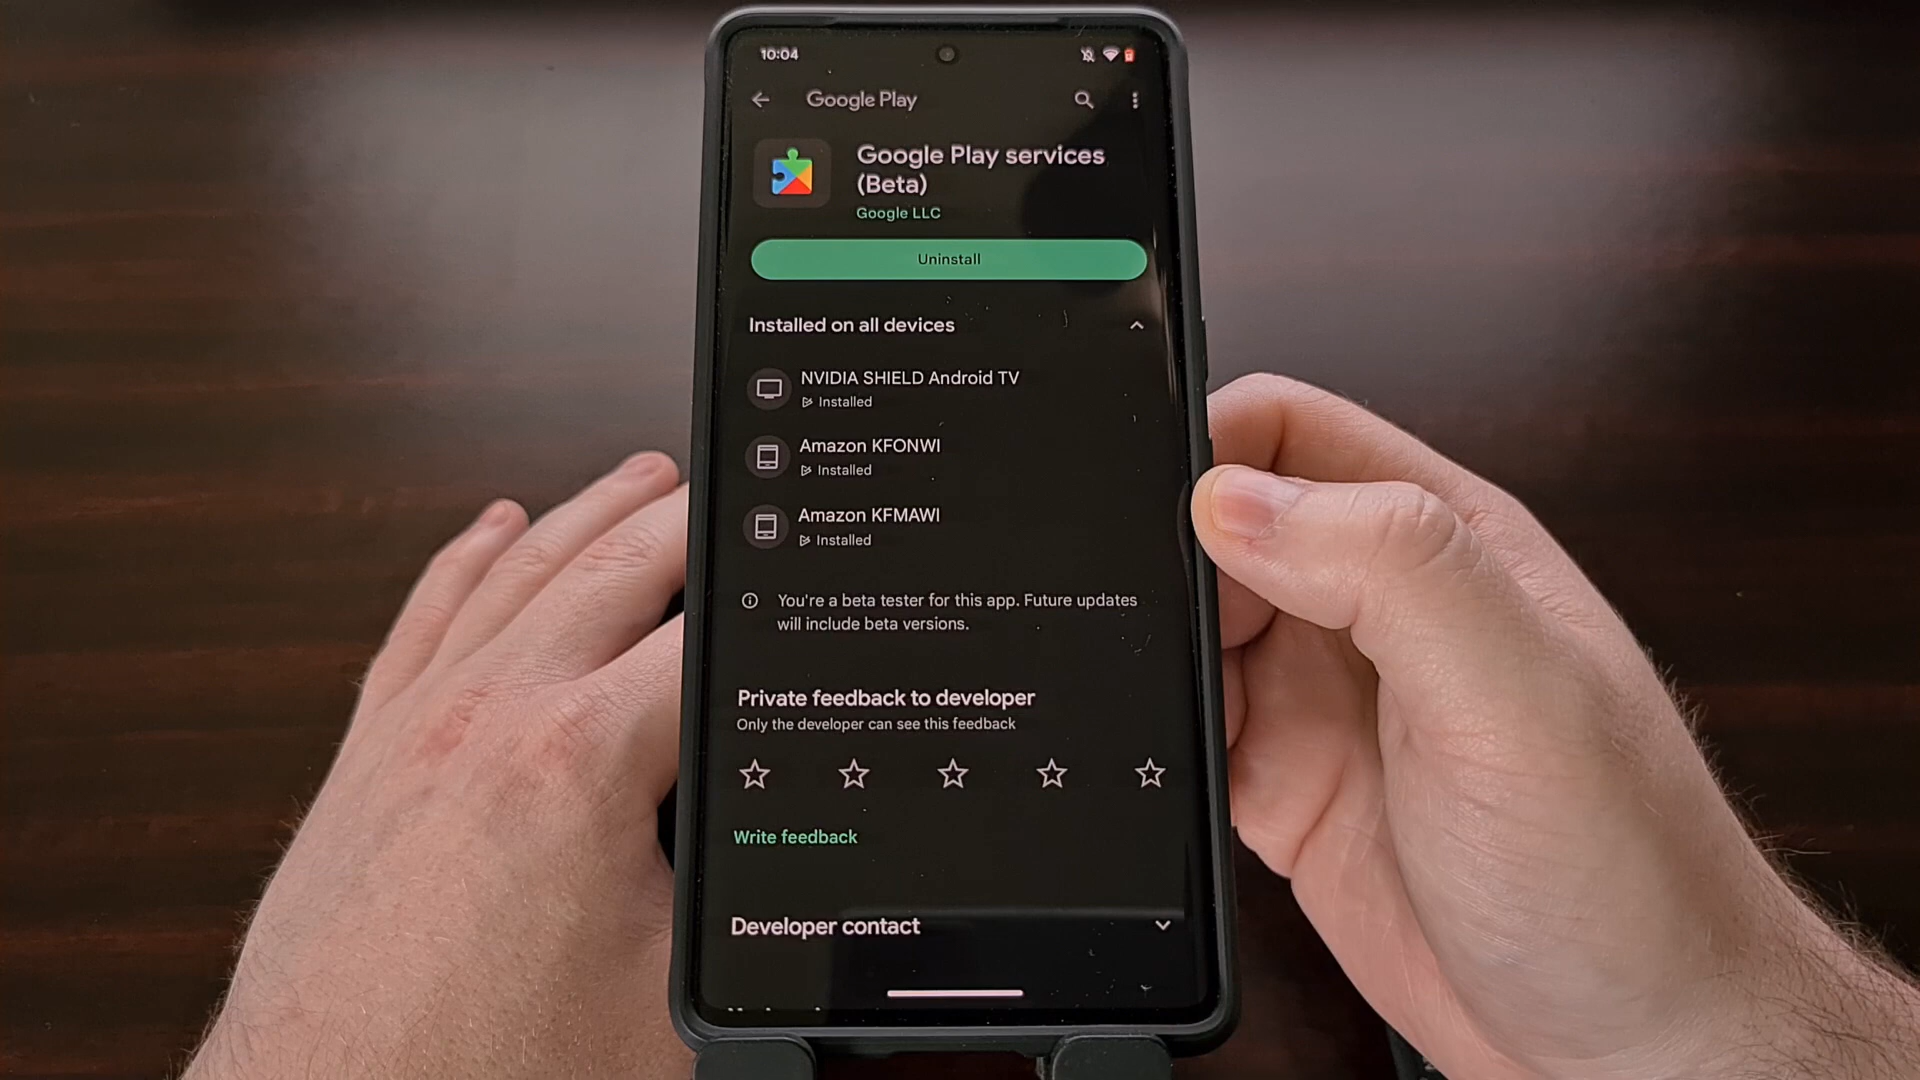 10:04
Google Play
Google Play services
(Beta)
Google LLC
Uninstall
Installed on all devices
NVIDIA SHIELD Android TV
Installed
Amazon KFONWI
Installed
Amazon KFMAWI
Installed
You're a beta tester for this app. Future updates
will include beta versions.
Private feedback to developer
Only the developer can see this feedback
Write feedback
Developer contact